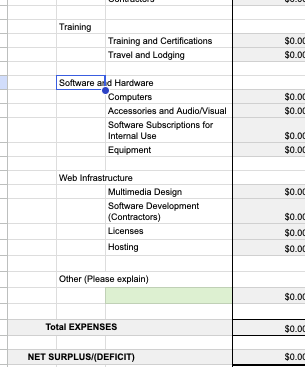 Contractors
Training
Training and Certifications $0.00
Travel and Lodging $0.00
Software and Hardware
Computers $0.00
Accessories and Audio/Visual $0.00
Software Subscriptions for
Internal Use $0.00
Equipment $0.00
Web Infrastructure
Multimedia Design $0.00
Software Development
(Contractors) $0.00
Licenses $0.00
Hosting $0.00
Other (Please explain)
$0.00
Total EXPENSES $0.00
NET SURPLUS/(DEFICIT) $0.00